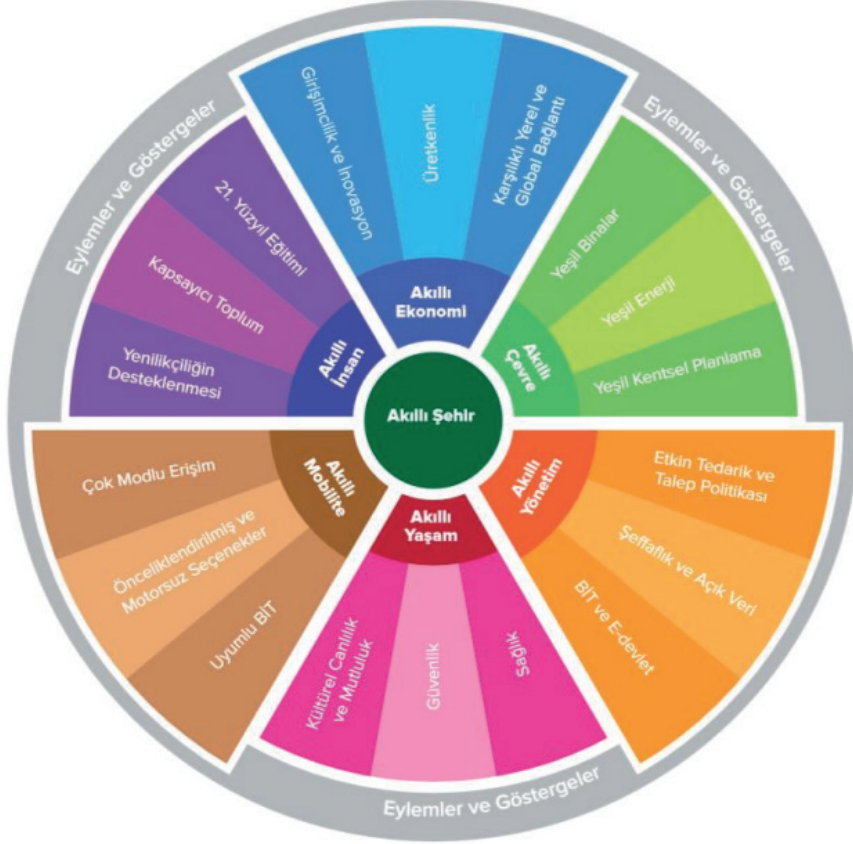 Eylemler ve Göstergeler
Girişimcilik ve İnovasyon
Üretkenlik
Karşılıklı Yerel ve
Global Bağlantı
Akıllı
Ekonomi
Eylemler ve Göstergeler
Yeşil Binalar
Yeşil Enerji
Yeşil Kentsel Planlama
Akıllı
Çevre
21. Yüzyıl Eğitimi
Kapsayıcı Toplum
Yenilikçiliğin
Desteklenmesi
Akıllı
İnsan
Akıllı Şehir
Çok Modlu Erişim
Önceliklendirilmiş ve
Motorsuz Seçenekler
Uyumlu BİT
Akıllı
Mobilite
Akıllı
Yaşam
Kültürel Canlılık
ve Mutluluk
Güvenlik
Sağlık
Akıllı
Yönetim
Etkin Tedarik ve
Talep Politikası
Şeffaflık ve Açık Veri
BİT ve E-devlet
Eylemler ve Göstergeler